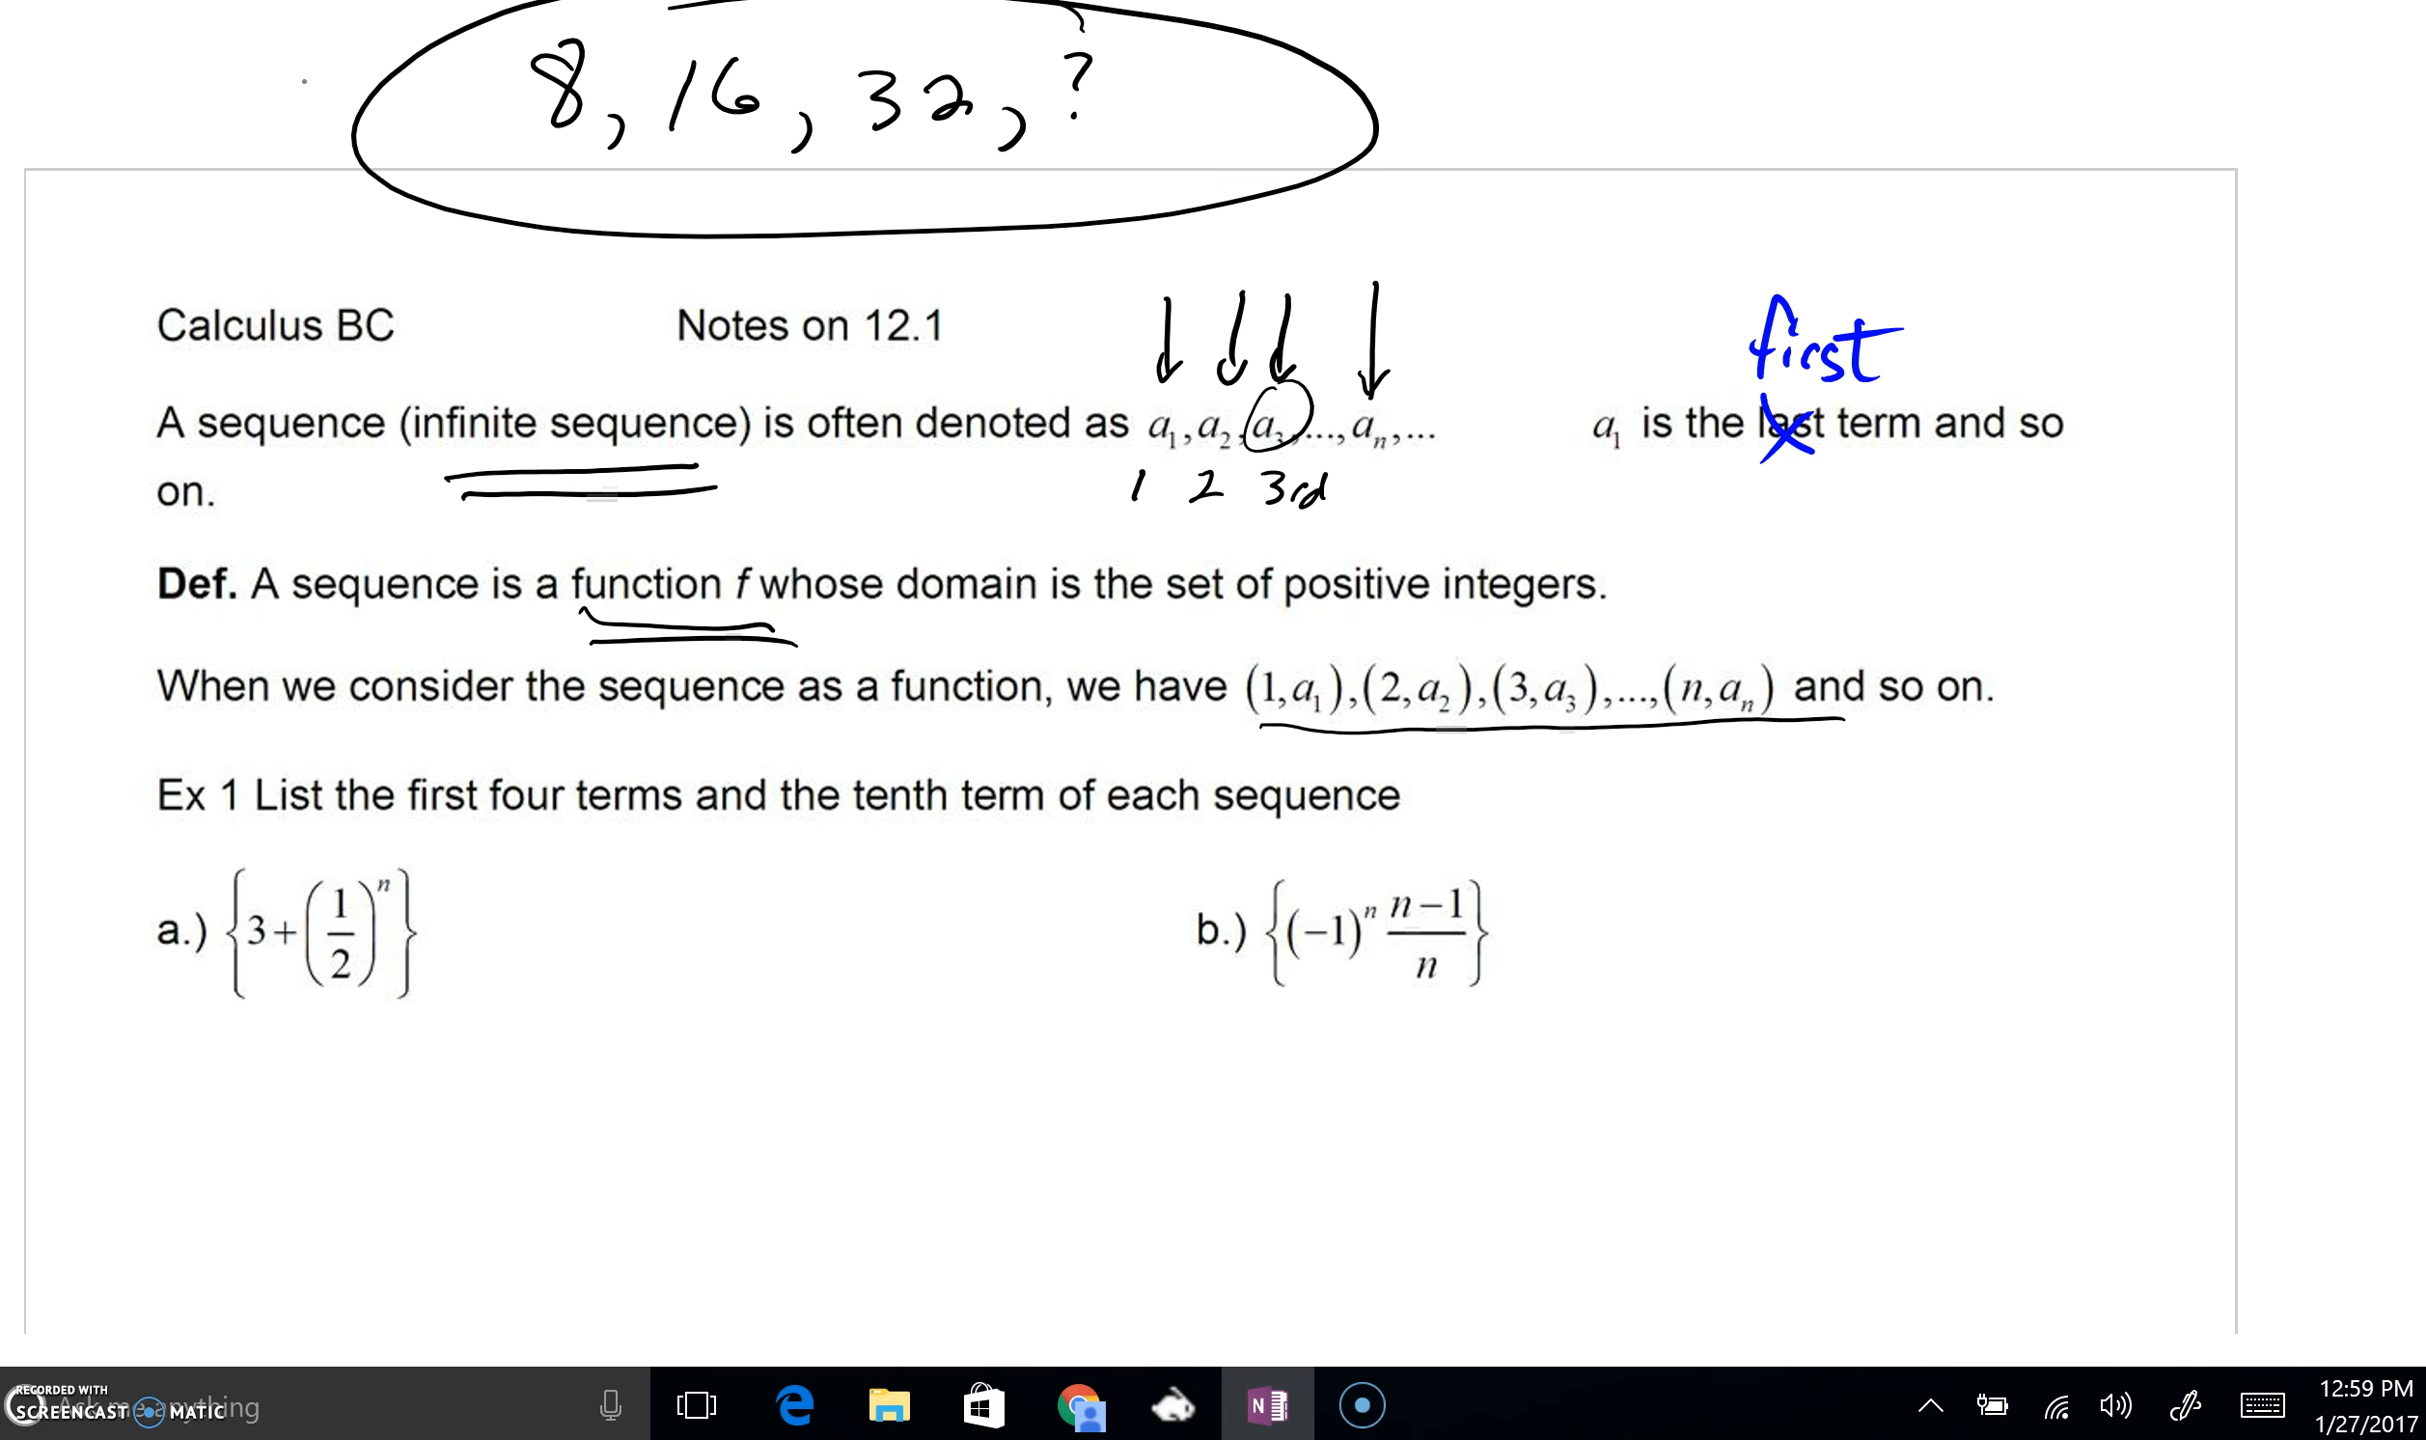 8, 16, 32, ?
Calculus BC Notes on 12.1
first
A sequence (infinite sequence) is often denoted as a₁, a₂, a₃, ..., aₙ, ... a₁ is the last term and so
on.
1 2 3rd
Def. A sequence is a function f whose domain is the set of positive integers.
When we consider the sequence as a function, we have (1, a₁), (2, a₂), (3, a₃), ..., (n, aₙ) and so on.
Ex 1 List the first four terms and the tenth term of each sequence
a.) {3+(1/2)ⁿ} b.) {(−1)ⁿ (n−1)/n}
RECORDED WITH
SCREENCAST MATIC
Ask me anything
N
12:59 PM
1/27/2017